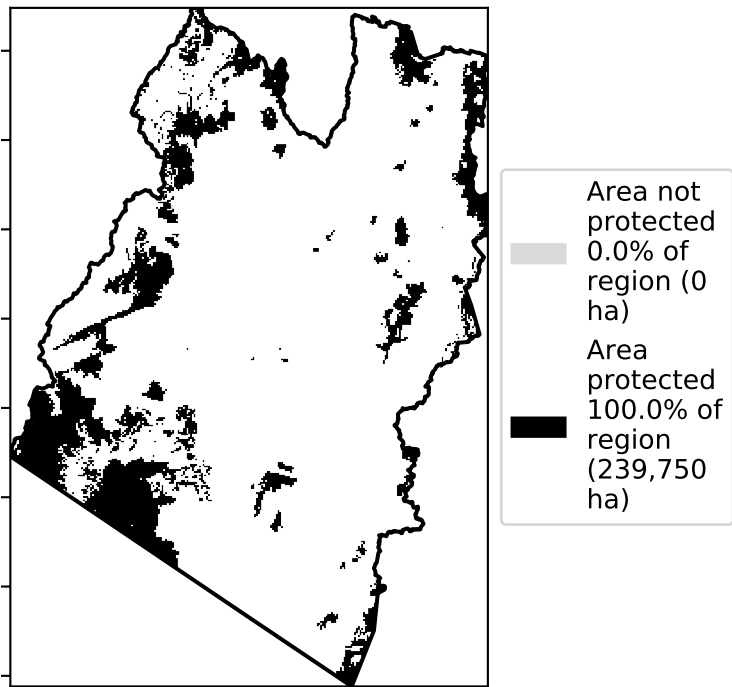 Area not
protected
0.0% of
region (0
ha)
Area
protected
100.0% of
region
(239,750
ha)